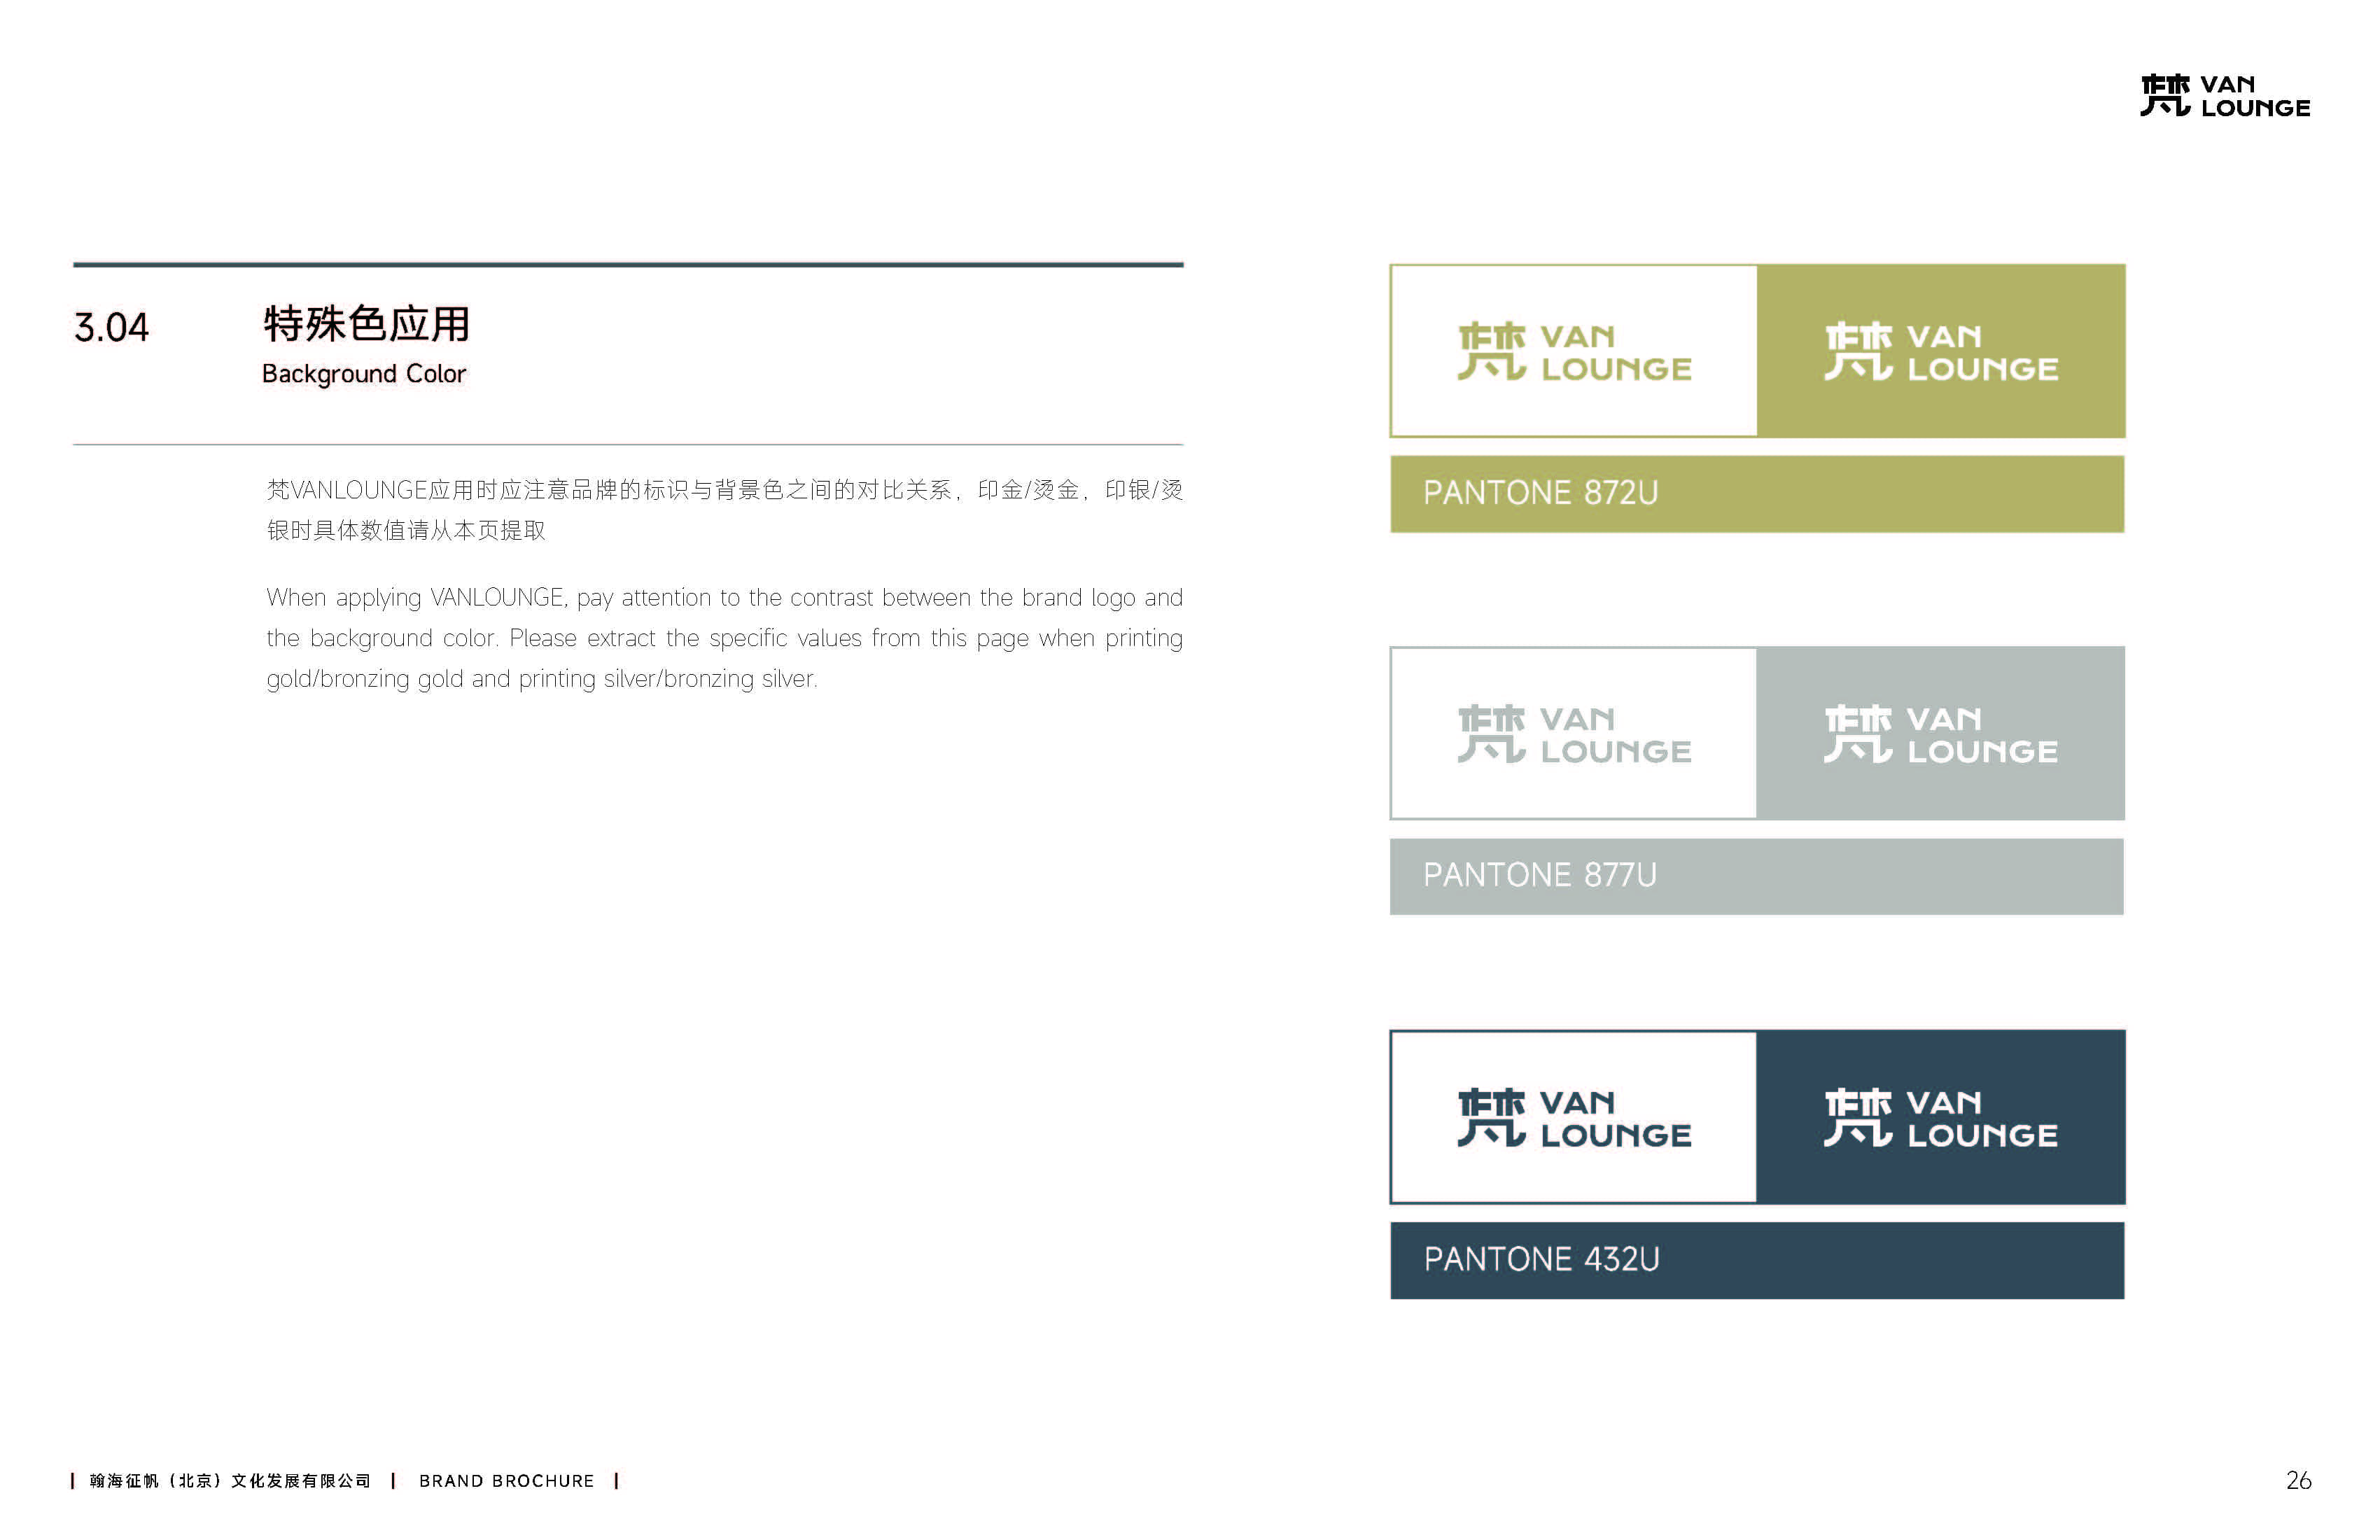 梵 VAN
LOUNGE
3.04
特殊色应用
Background Color
梵VANLOUNGE应用时应注意品牌的标识与背景色之间的对比关系，印金/烫金，印银/烫
银时具体数值请从本页提取
When applying VANLOUNGE, pay attention to the contrast between the brand logo and
the background color. Please extract the specific values from this page when printing
gold/bronzing gold and printing silver/bronzing silver.
梵 VAN
LOUNGE
梵 VAN
LOUNGE
PANTONE 872U
梵 VAN
LOUNGE
梵 VAN
LOUNGE
PANTONE 877U
梵 VAN
LOUNGE
梵 VAN
LOUNGE
PANTONE 432U
| 翰海征帆（北京）文化发展有限公司 | BRAND BROCHURE |
26